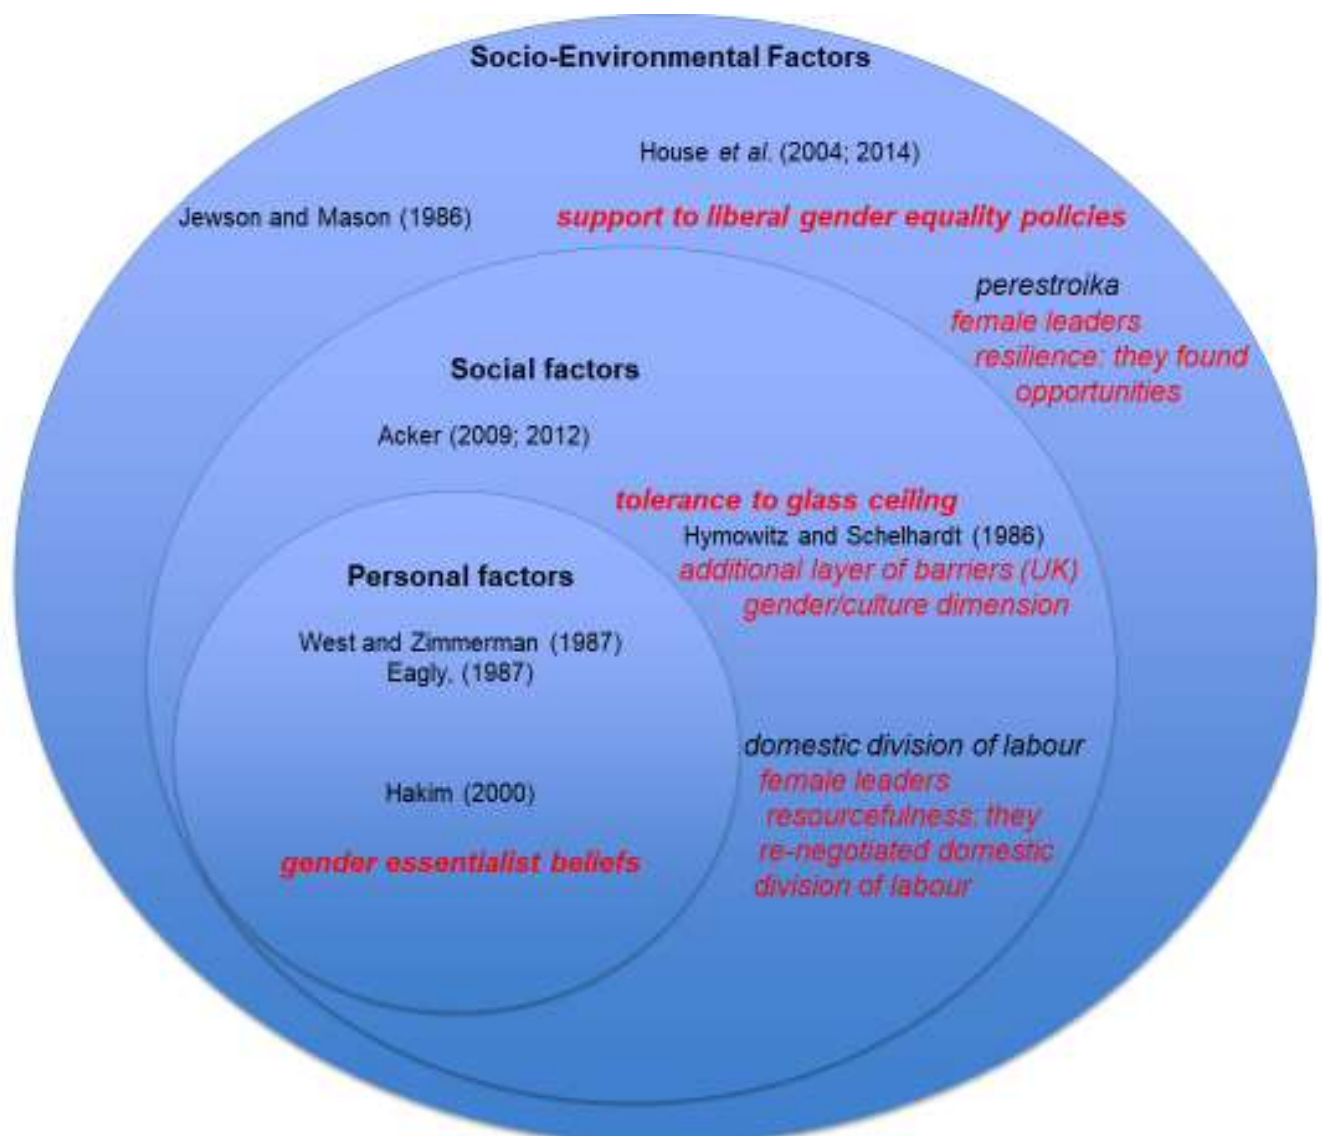 Socio-Environmental Factors
House et al. (2004; 2014)
Jewson and Mason (1986)
support to liberal gender equality policies
perestroika
female leaders
resilience: they found
opportunities
Social factors
Acker (2009; 2012)
tolerance to glass ceiling
Hymowitz and Schelhardt (1986)
additional layer of barriers (UK)
gender/culture dimension
Personal factors
West and Zimmerman (1987)
Eagly, (1987)
domestic division of labour
female leaders
resourcefulness: they
re-negotiated domestic
division of labour
Hakim (2000)
gender essentialist beliefs